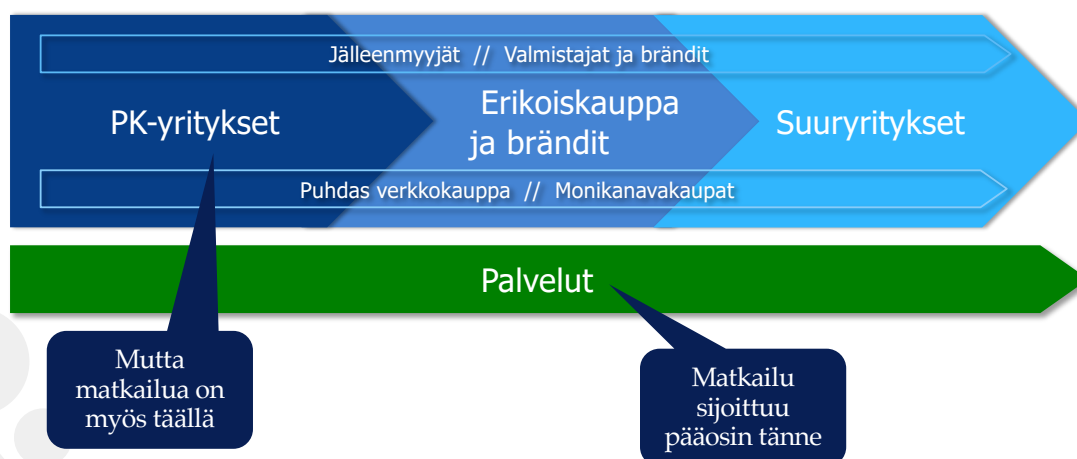 Jälleenmyyjät // Valmistajat ja brändit
PK-yritykset
Erikoiskauppa
ja brändit
Suuryritykset
Puhdas verkkokauppa // Monikanavakaupat
Palvelut
Mutta
matkailua on
myös täällä
Matkailu
sijoittuu
pääosin tänne